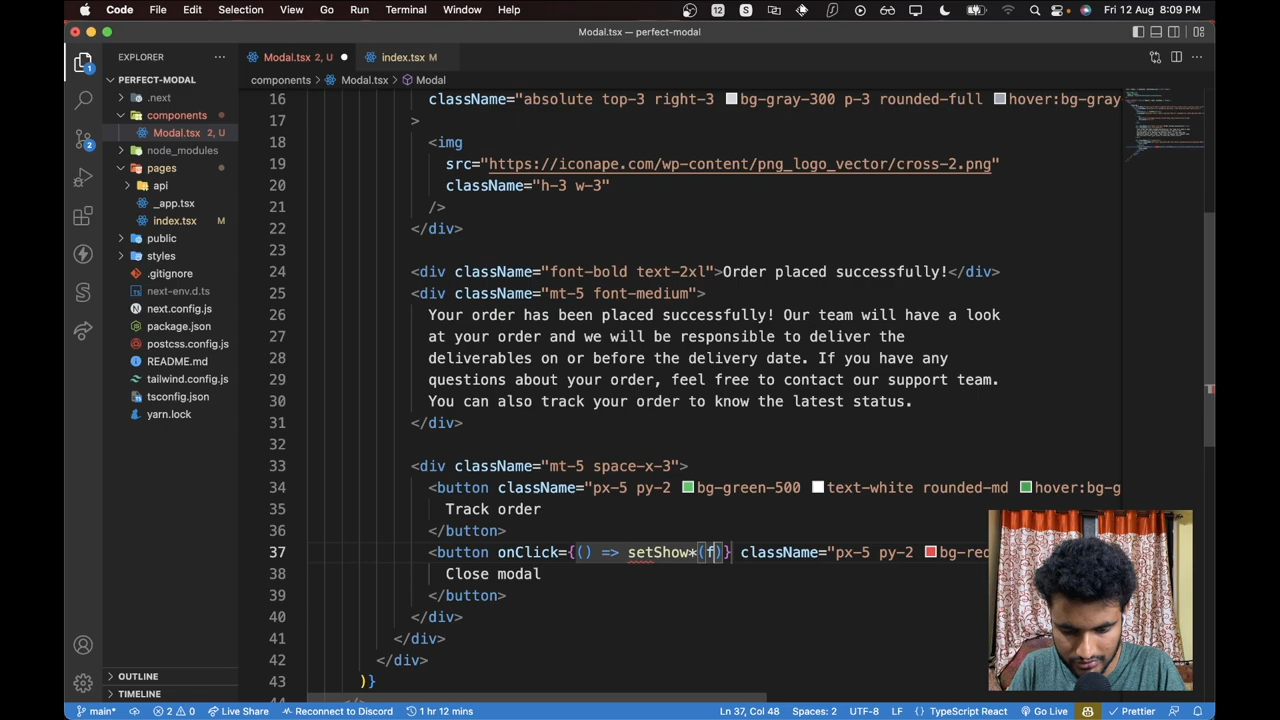 Code File Edit Selection View Go Run Terminal Window Help 12 S Fri 12 Aug 8:09 PM
Modal.tsx — perfect-modal
EXPLORER ··· Modal.tsx 2, U ● index.tsx M
components > Modal.tsx > Modal
PERFECT-MODAL
.next
components
Modal.tsx 2, U
node_modules
pages
api
_app.tsx
index.tsx M
public
styles
.gitignore
next-env.d.ts
next.config.js
package.json
postcss.config.js
README.md
tailwind.config.js
tsconfig.json
yarn.lock
OUTLINE
TIMELINE
1
2
16 className="absolute top-3 right-3 bg-gray-300 p-3 rounded-full hover:bg-gray
17 >
18 <img
19 src="https://iconape.com/wp-content/png_logo_vector/cross-2.png"
20 className="h-3 w-3"
21 />
22 </div>
23
24 <div className="font-bold text-2xl">Order placed successfully!</div>
25 <div className="mt-5 font-medium">
26 Your order has been placed successfully! Our team will have a look
27 at your order and we will be responsible to deliver the
28 deliverables on or before the delivery date. If you have any
29 questions about your order, feel free to contact our support team.
30 You can also track your order to know the latest status.
31 </div>
32
33 <div className="mt-5 space-x-3">
34 <button className="px-5 py-2 bg-green-500 text-white rounded-md hover:bg-g
35 Track order
36 </button>
37 <button onClick={() => setShow*(f)} className="px-5 py-2 bg-red
38 Close modal
39 </button>
40 </div>
41 </div>
42 </div>
43 )}
main* 2 0 Live Share Reconnect to Discord 1 hr 12 mins Ln 37, Col 48 Spaces: 2 UTF-8 LF {} TypeScript React Go Live Prettier